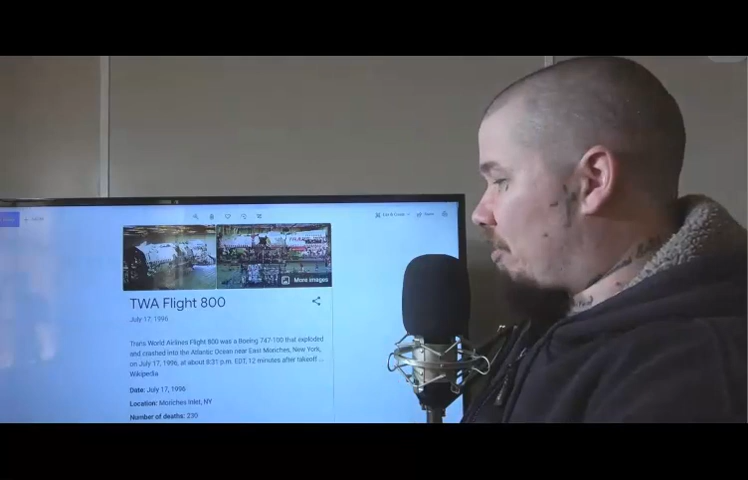 More images
TWA Flight 800
July 17, 1996
Trans World Airlines Flight 800 was a Boeing 747-100 that exploded
and crashed into the Atlantic Ocean near East Moriches, New York,
on July 17, 1996, at about 8:31 p.m. EDT, 12 minutes after takeoff ...
Wikipedia
Date: July 17, 1996
Location: Moriches Inlet, NY
Number of deaths: 230